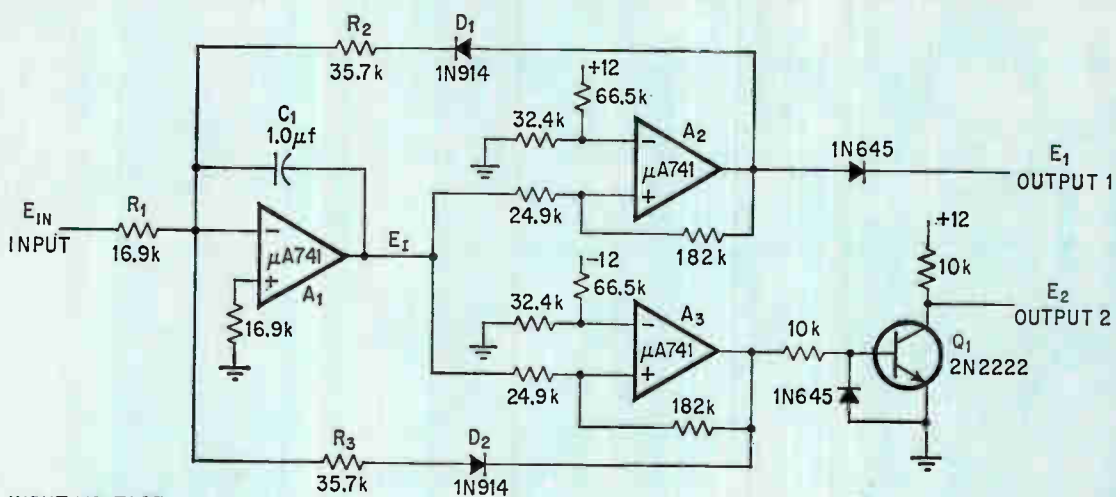 R2
35.7k
D1
1N914
+12
66.5k
C1
1.0μf
32.4k
A2
μA741
1N645
E1
OUTPUT 1
EIN
INPUT
R1
16.9k
24.9k
182k
+12
10k
μA741
A1
EI
-12
66.5k
E2
OUTPUT 2
16.9k
32.4k
A3
μA741
10k
Q1
2N2222
24.9k
1N645
182k
R3
35.7k
D2
1N914